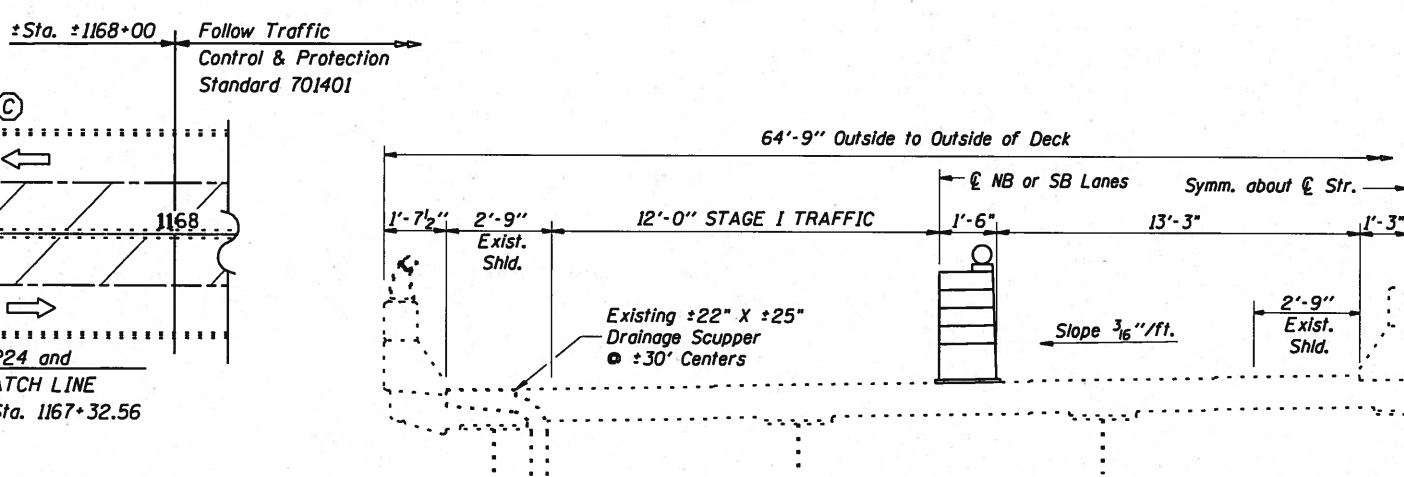 ±Sta. ±1168+00
Follow Traffic
Control & Protection
Standard 701401
C
1168
P24 and
ATCH LINE
Sta. 1167+32.56
64'-9" Outside to Outside of Deck
℄ NB or SB Lanes
Symm. about ℄ Str.
1'-7½"
2'-9"
Exist.
Shld.
12'-0" STAGE I TRAFFIC
1'-6"
13'-3"
1'-3"
Existing ±22" X ±25"
Drainage Scupper
@ ±30' Centers
Slope 3/16"/ft.
2'-9"
Exist.
Shld.